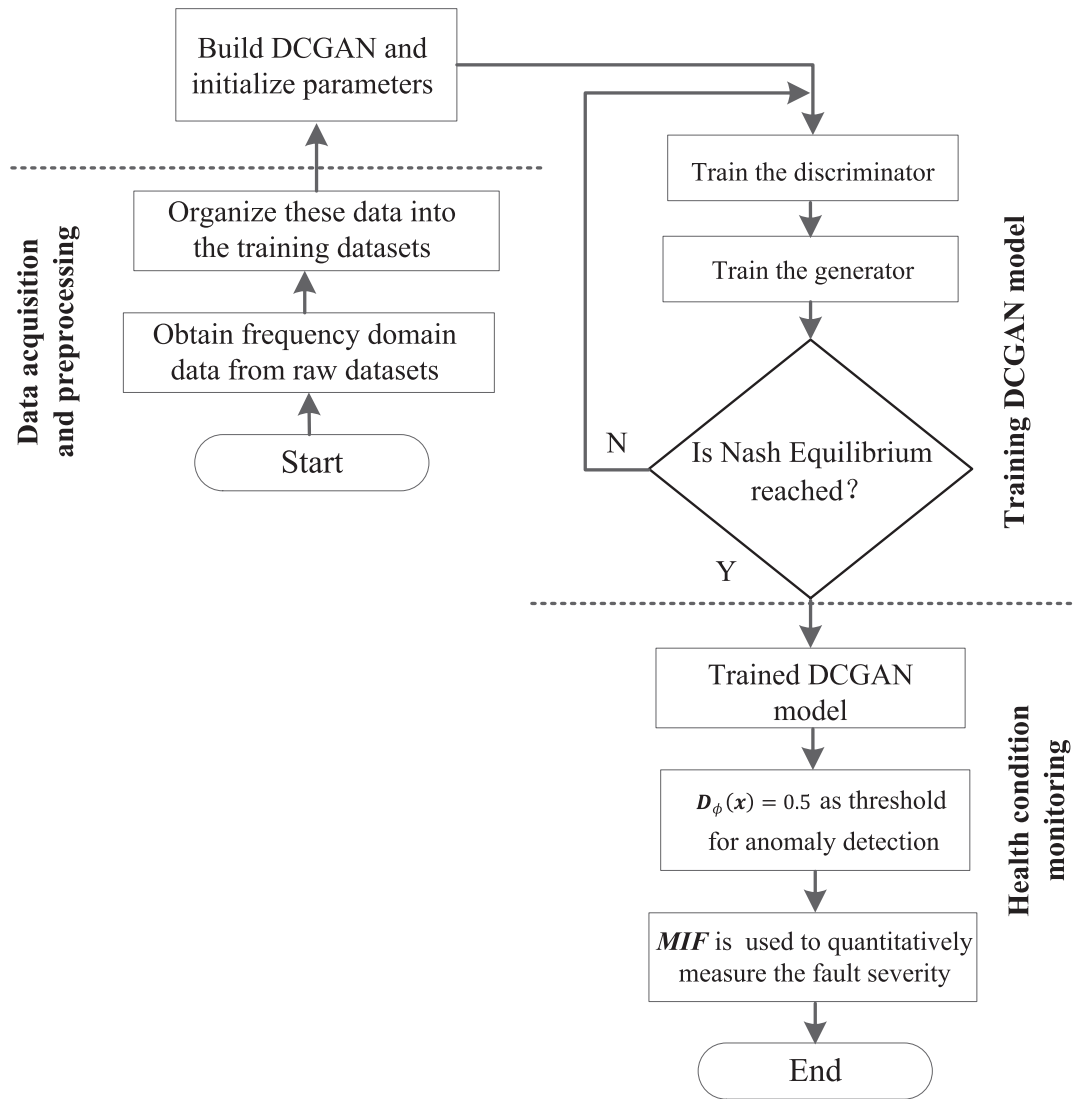 Build DCGAN and
initialize parameters
Organize these data into
the training datasets
Obtain frequency domain
data from raw datasets
Start
Data acquisition
and preprocessing
Train the discriminator
Train the generator
Is Nash Equilibrium
reached?
N
Y
Training DCGAN model
Trained DCGAN
model
D_ϕ(x) = 0.5 as threshold
for anomaly detection
MIF is used to quantitatively
measure the fault severity
End
Health condition
monitoring